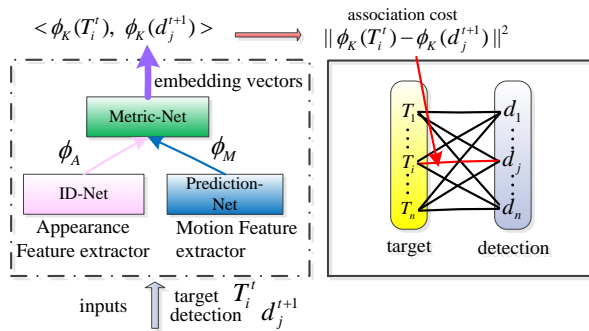 < ϕ_K(T_i^t), ϕ_K(d_j^{t+1}) >
association cost
|| ϕ_K(T_i^t) − ϕ_K(d_j^{t+1}) ||²
embedding vectors
Metric-Net
ϕ_A
ϕ_M
ID-Net
Prediction-
Net
Appearance
Feature extractor
Motion Feature
extractor
inputs
target T_i^t
detection d_j^{t+1}
T_1 d_1
T_i d_j
T_n d_n
target
detection